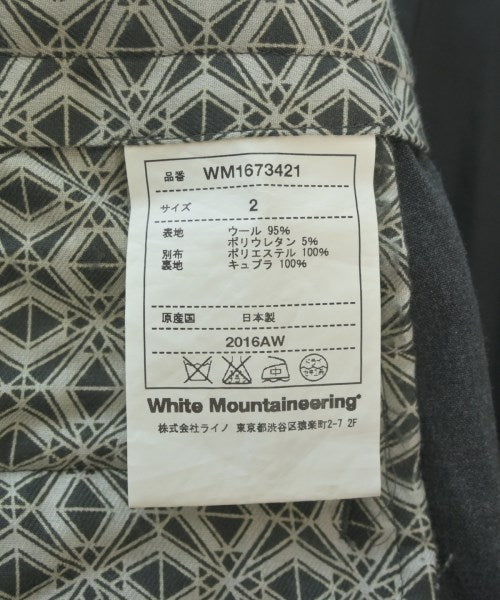 品番 WM1673421
サイズ 2
表地 ウール 95%
ポリウレタン 5%
別布 ポリエステル 100%
裏地 キュプラ 100%
原産国 日本製
2016AW
中
White Mountaineering®
株式会社ライノ 東京都渋谷区猿楽町2-7 2F